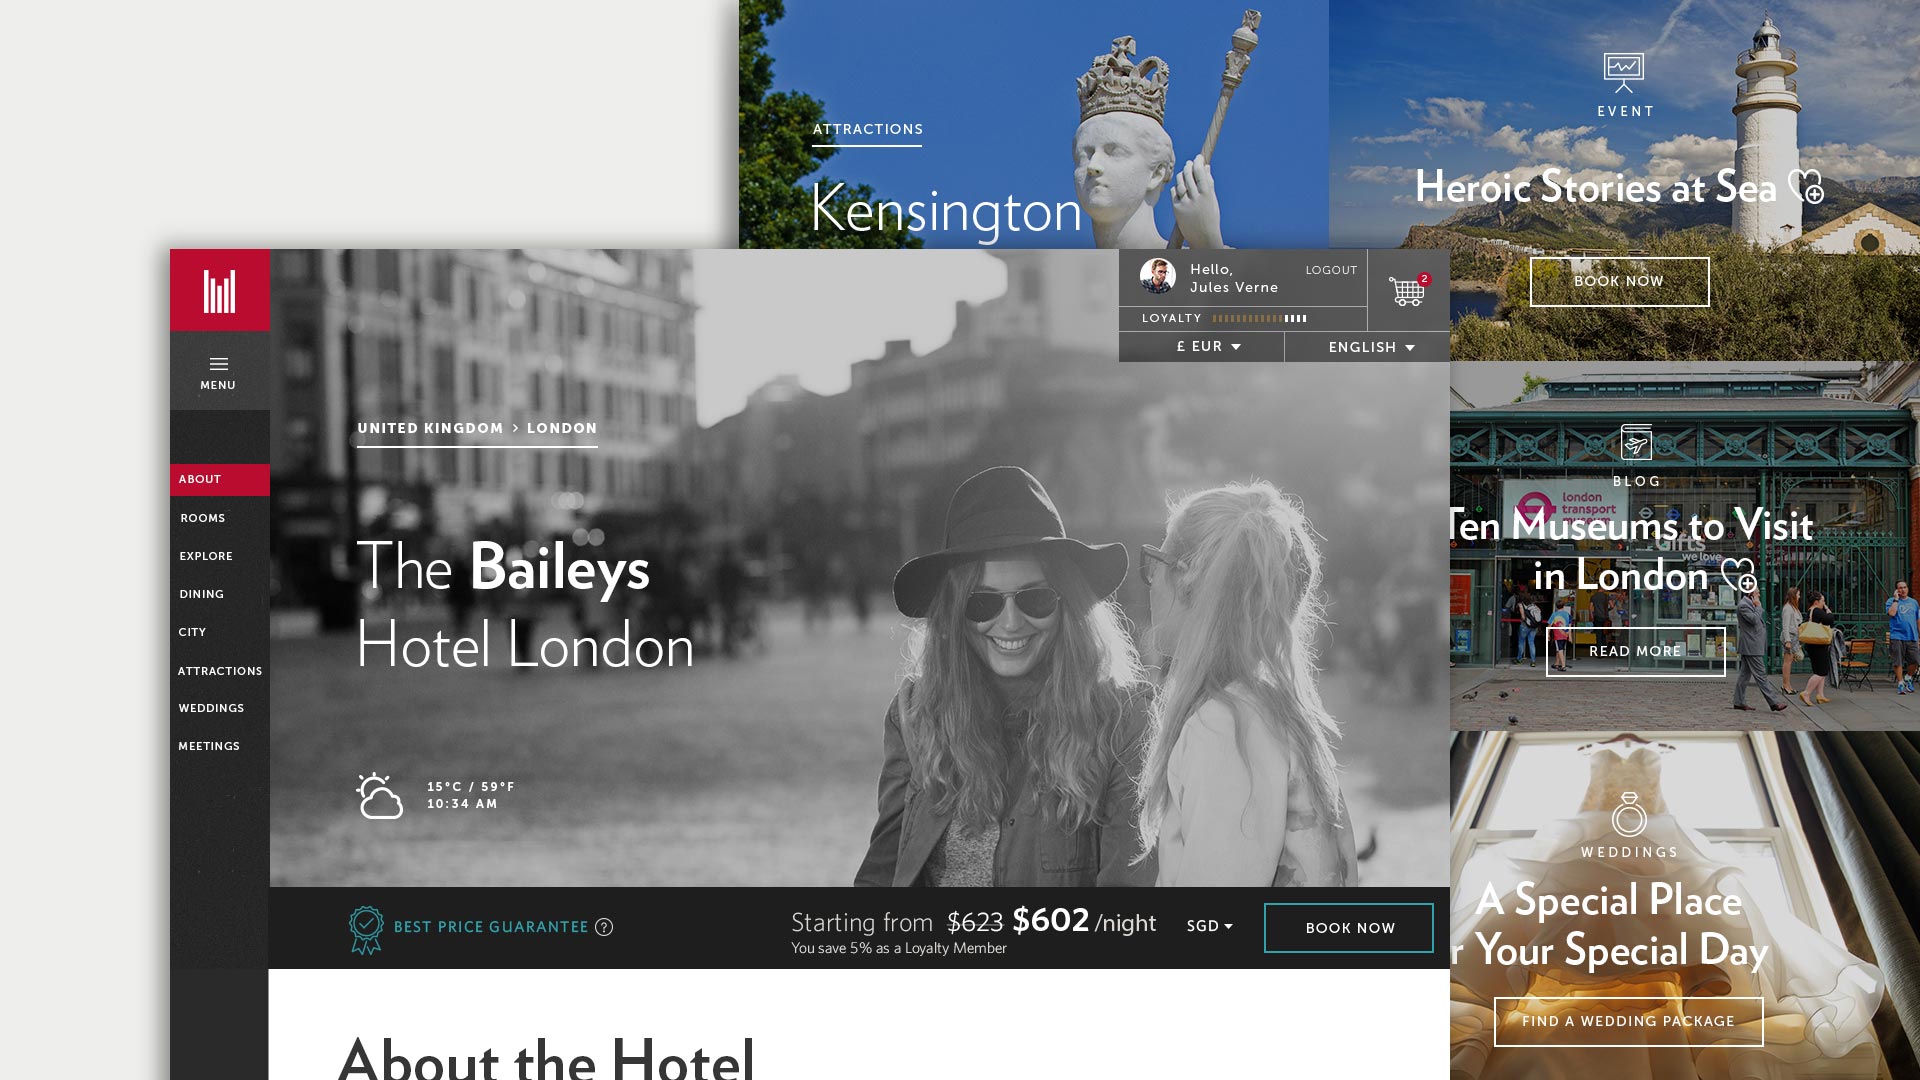 ATTRACTIONS
Kensington
EVENT
Heroic Stories at Sea
BOOK NOW
Hello,
Jules Verne
LOGOUT
2
LOYALTY
£ EUR
ENGLISH
MENU
ABOUT
ROOMS
EXPLORE
DINING
CITY
ATTRACTIONS
WEDDINGS
MEETINGS
UNITED KINGDOM > LONDON
The Baileys
Hotel London
15°C / 59°F
10:34 AM
BEST PRICE GUARANTEE ?
Starting from $623 $602 /night
You save 5% as a Loyalty Member
SGD
BOOK NOW
About the Hotel
BLOG
london
transport
museum
Ten Museums to Visit
in London
Gifts
we love
READ MORE
WEDDINGS
A Special Place
r Your Special Day
FIND A WEDDING PACKAGE